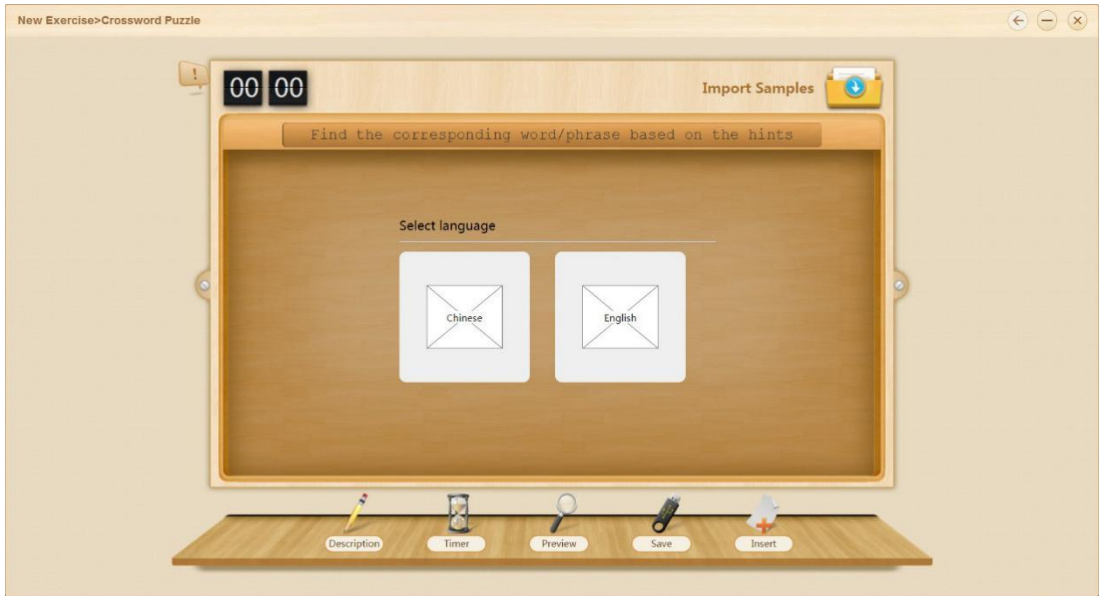 New Exercise>Crossword Puzzle
!
00 00
Import Samples
Find the corresponding word/phrase based on the hints
Select language
Chinese English
Description Timer Preview Save Insert